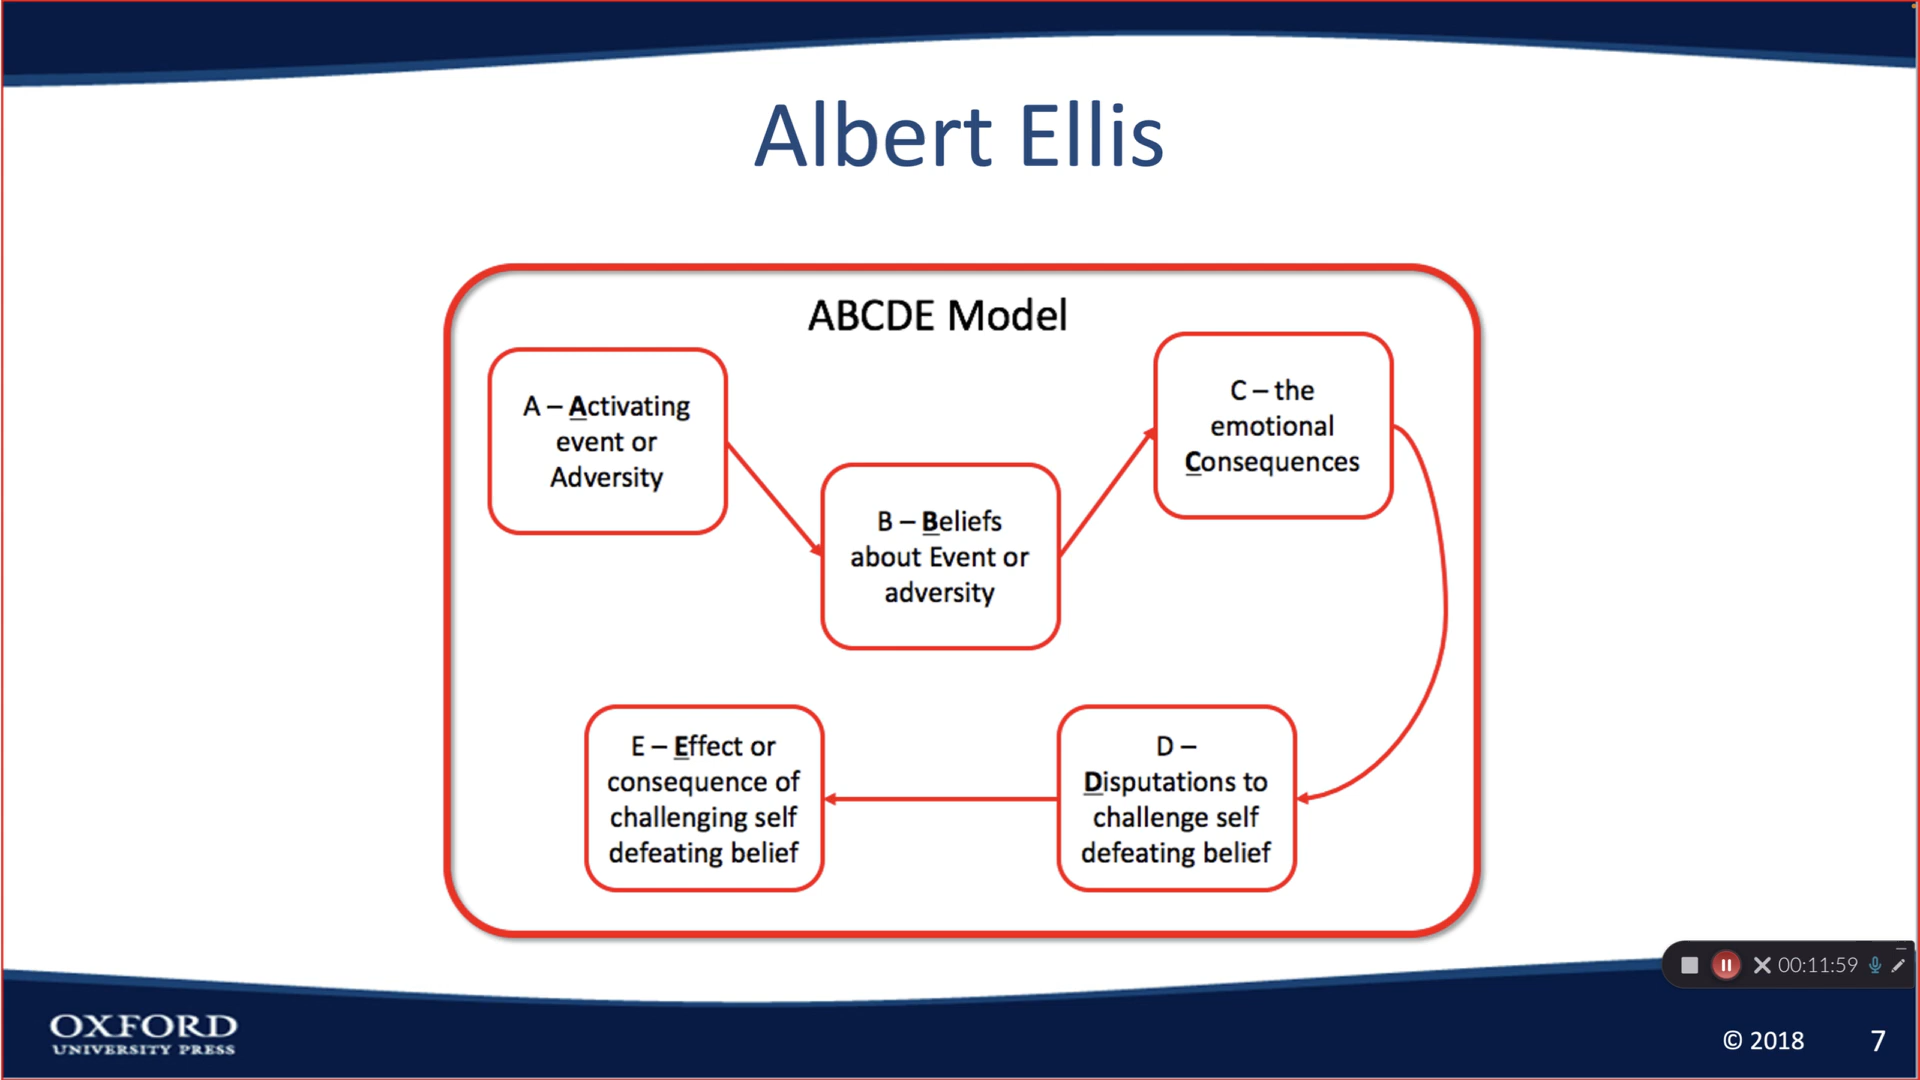 Albert Ellis
ABCDE Model
A – Activating
event or
Adversity
B – Beliefs
about Event or
adversity
C – the
emotional
Consequences
D –
Disputations to
challenge self
defeating belief
E – Effect or
consequence of
challenging self
defeating belief
00:11:59
OXFORD
UNIVERSITY PRESS
© 2018
7